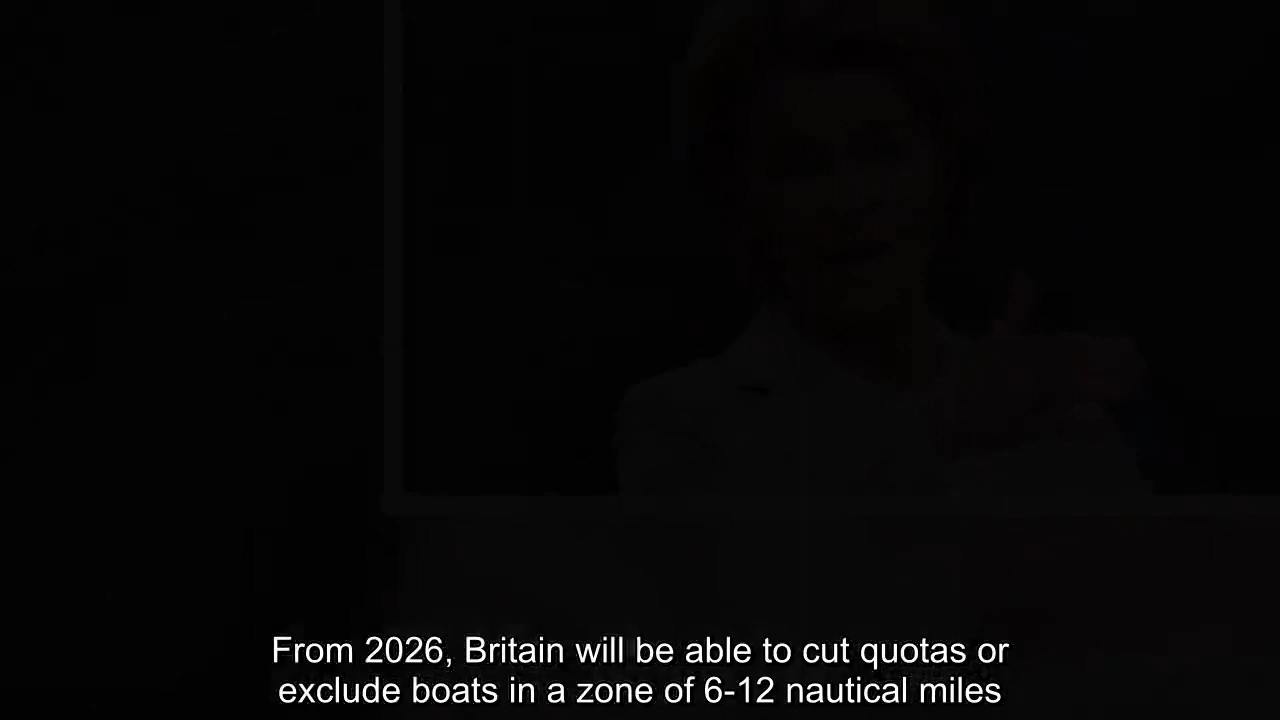 From 2026, Britain will be able to cut quotas or
exclude boats in a zone of 6-12 nautical miles